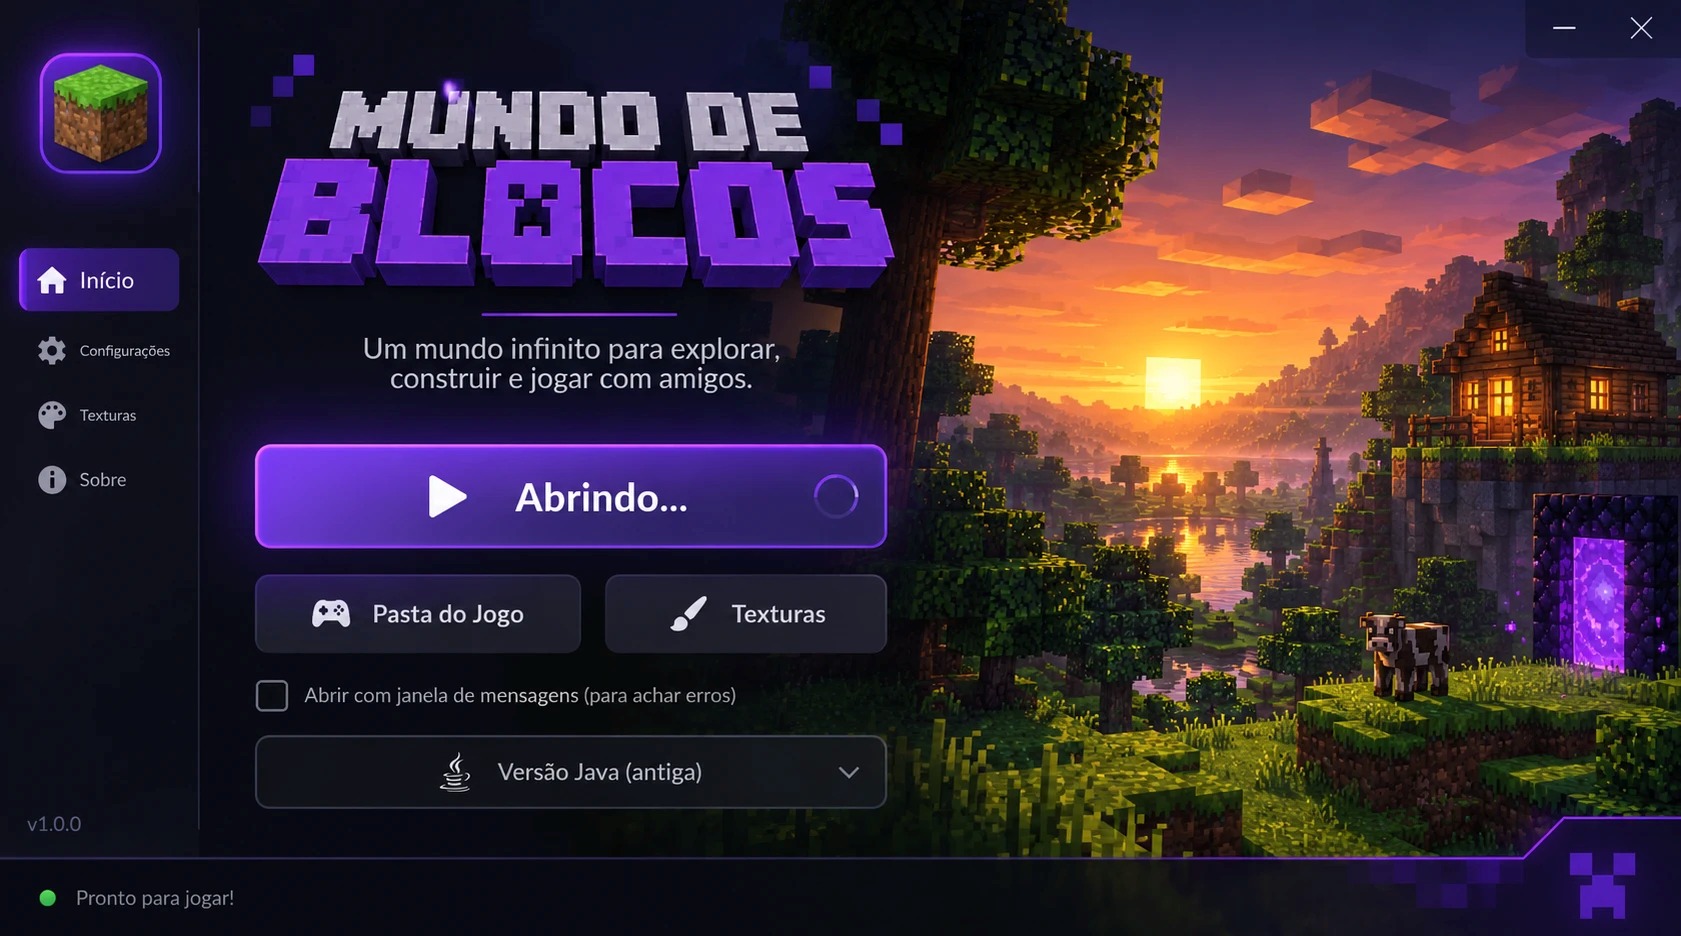 MUNDO DE
BLOCOS
Início
Configurações
Texturas
Sobre
Um mundo infinito para explorar,
construir e jogar com amigos.
Abrindo...
Pasta do Jogo
Texturas
Abrir com janela de mensagens (para achar erros)
Versão Java (antiga)
v1.0.0
Pronto para jogar!